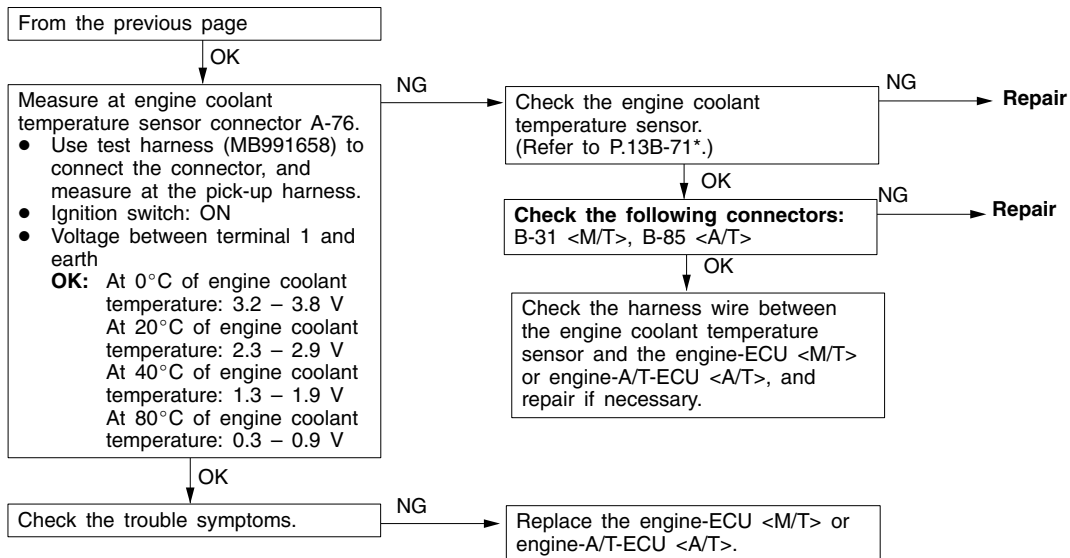 From the previous page
OK
Measure at engine coolant
temperature sensor connector A-76.
● Use test harness (MB991658) to
connect the connector, and
measure at the pick-up harness.
● Ignition switch: ON
● Voltage between terminal 1 and
earth
OK: At 0°C of engine coolant
temperature: 3.2 – 3.8 V
At 20°C of engine coolant
temperature: 2.3 – 2.9 V
At 40°C of engine coolant
temperature: 1.3 – 1.9 V
At 80°C of engine coolant
temperature: 0.3 – 0.9 V
NG
Check the engine coolant
temperature sensor.
(Refer to P.13B-71*.)
NG
Repair
OK
Check the following connectors:
B-31 <M/T>, B-85 <A/T>
NG
Repair
OK
Check the harness wire between
the engine coolant temperature
sensor and the engine-ECU <M/T>
or engine-A/T-ECU <A/T>, and
repair if necessary.
OK
Check the trouble symptoms.
NG
Replace the engine-ECU <M/T> or
engine-A/T-ECU <A/T>.